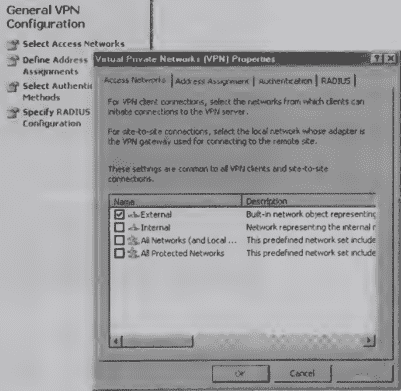 General VPN
Configuration
Select Access Networks
Define Address
Assignments
Select Authenti
Methods
Specify RADIUS
Configuration
Virtual Private Networks (VPN) Properties
Access Networks
Address Assignment
Authentication
RADIUS
For VPN client connections, select the networks from which clients can
initiate connections to the VPN server.
For site-to-site connections, select the local network whose adapter is
the VPN gateway used for connecting to the remote site.
These settings are common to all VPN clients and site-to-site
connections.
Name Description
External Built-in network object representing
Internal Network representing the internal r
All Networks (and Local ... This predefined network set include
All Protected Networks This predefined network set include
OK Cancel